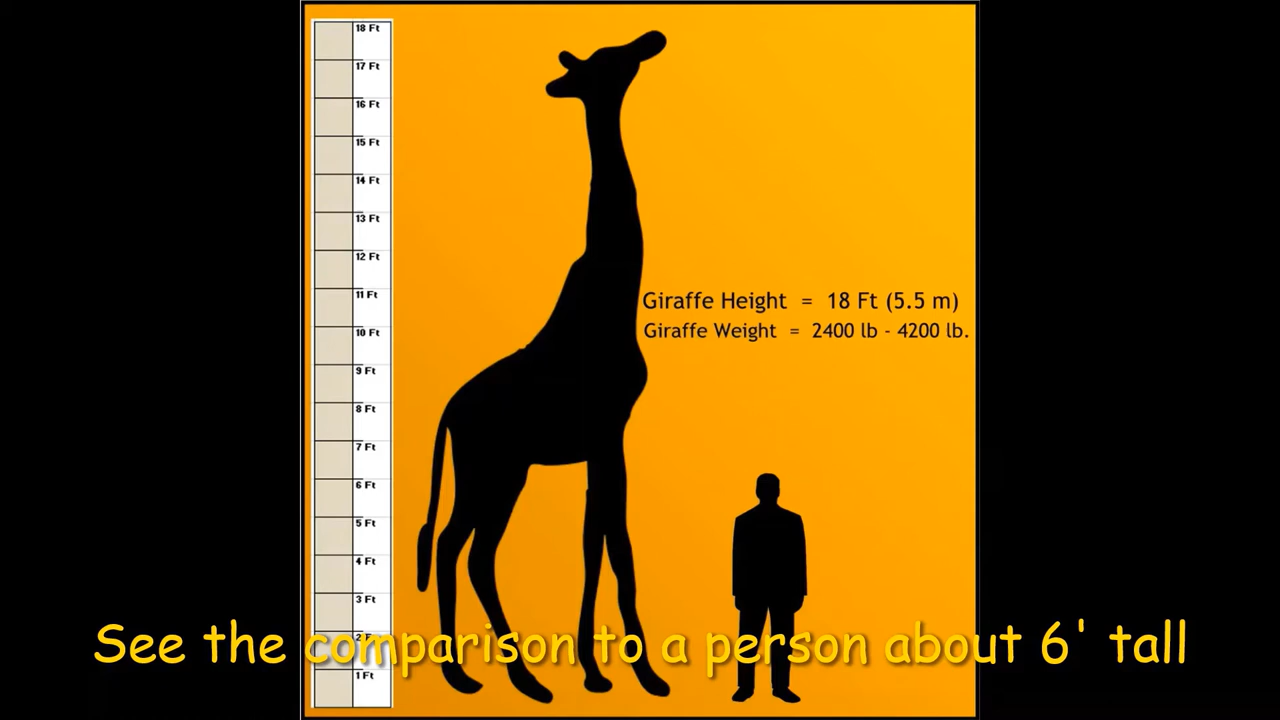 18 Ft
17 Ft
16 Ft
15 Ft
14 Ft
13 Ft
12 Ft
11 Ft
10 Ft
9 Ft
8 Ft
7 Ft
6 Ft
5 Ft
4 Ft
3 Ft
2 F
1 Ft
Giraffe Height = 18 Ft (5.5 m)
Giraffe Weight = 2400 lb - 4200 lb.
See the comparison to a person about 6' tall